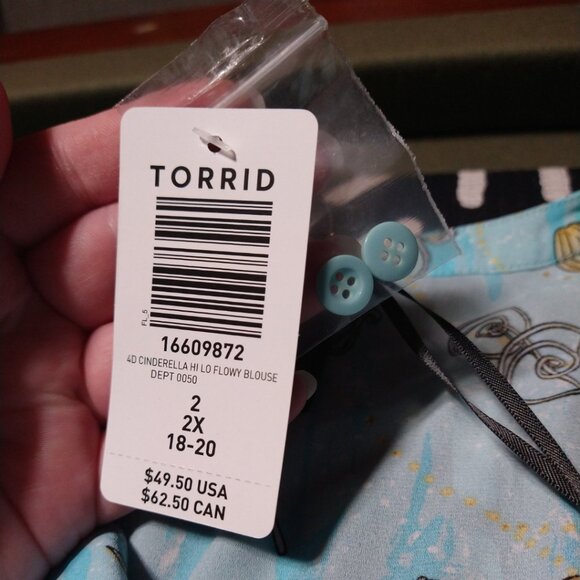 TORRID
FL_5
16609872
4D CINDERELLA HI LO FLOWY BLOUSE
DEPT 0050
2
2X
18-20
$49.50 USA
$62.50 CAN